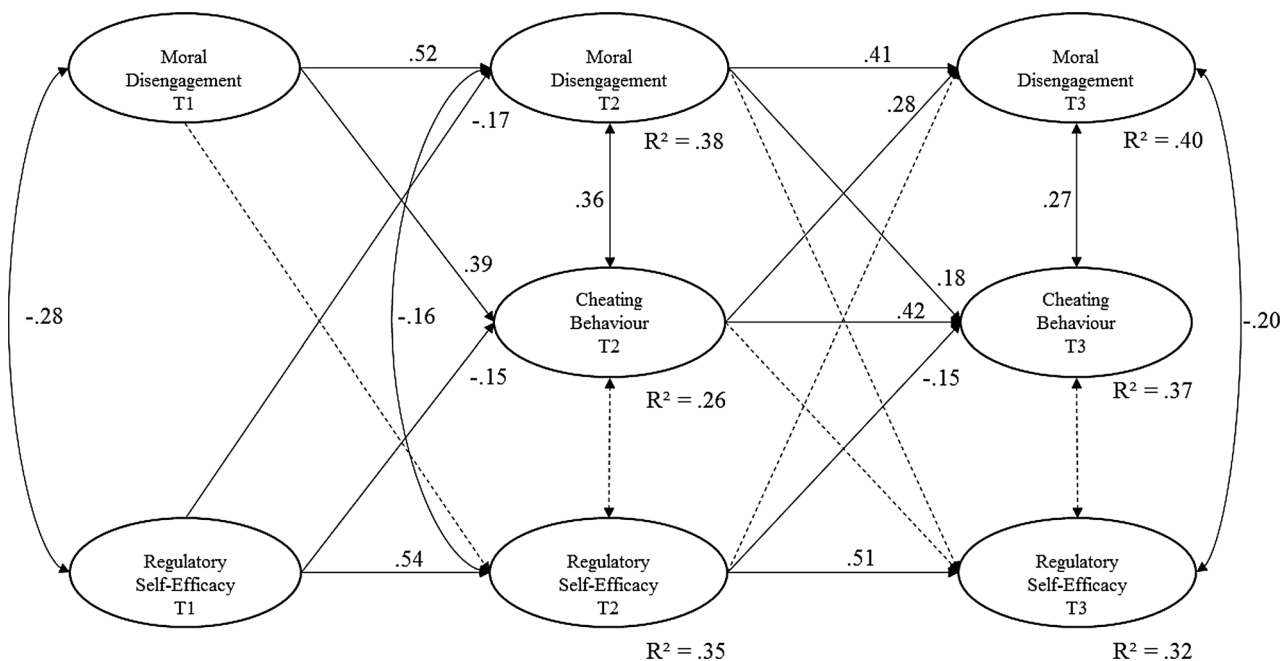 Moral
Disengagement
T1
.52
Moral
Disengagement
T2
.41
Moral
Disengagement
T3
-.17
.28
R² = .38
R² = .40
.36
.27
.39
.18
-.28
-.16
Cheating
Behaviour
T2
.42
Cheating
Behaviour
T3
-.20
-.15
-.15
R² = .26
R² = .37
Regulatory
Self-Efficacy
T1
.54
Regulatory
Self-Efficacy
T2
.51
Regulatory
Self-Efficacy
T3
R² = .35
R² = .32